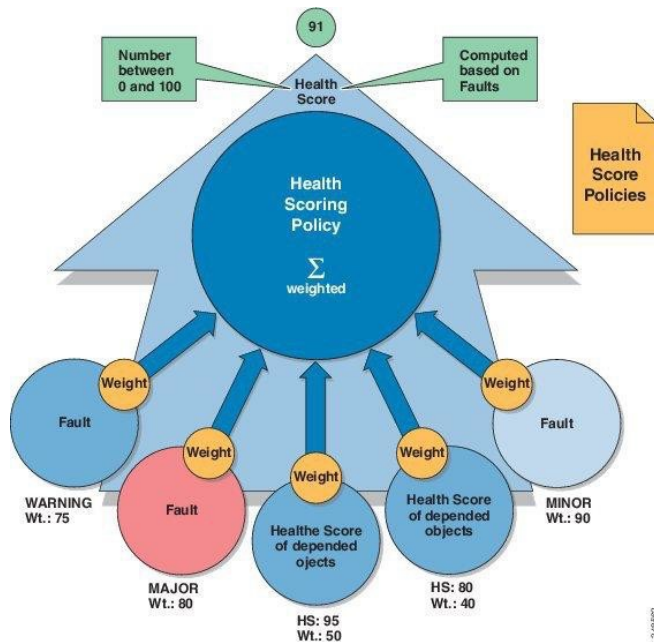 91
Number
between
0 and 100
Health
Score
Computed
based on
Faults
Health
Score
Policies
Health
Scoring
Policy
Σ
weighted
Weight
Fault
WARNING
Wt.: 75
Weight
Fault
MAJOR
Wt.: 80
Weight
Healthe Score
of depended
ojects
HS: 95
Wt.: 50
Weight
Health Score
of depended
objects
HS: 80
Wt.: 40
Weight
Fault
MINOR
Wt.: 90